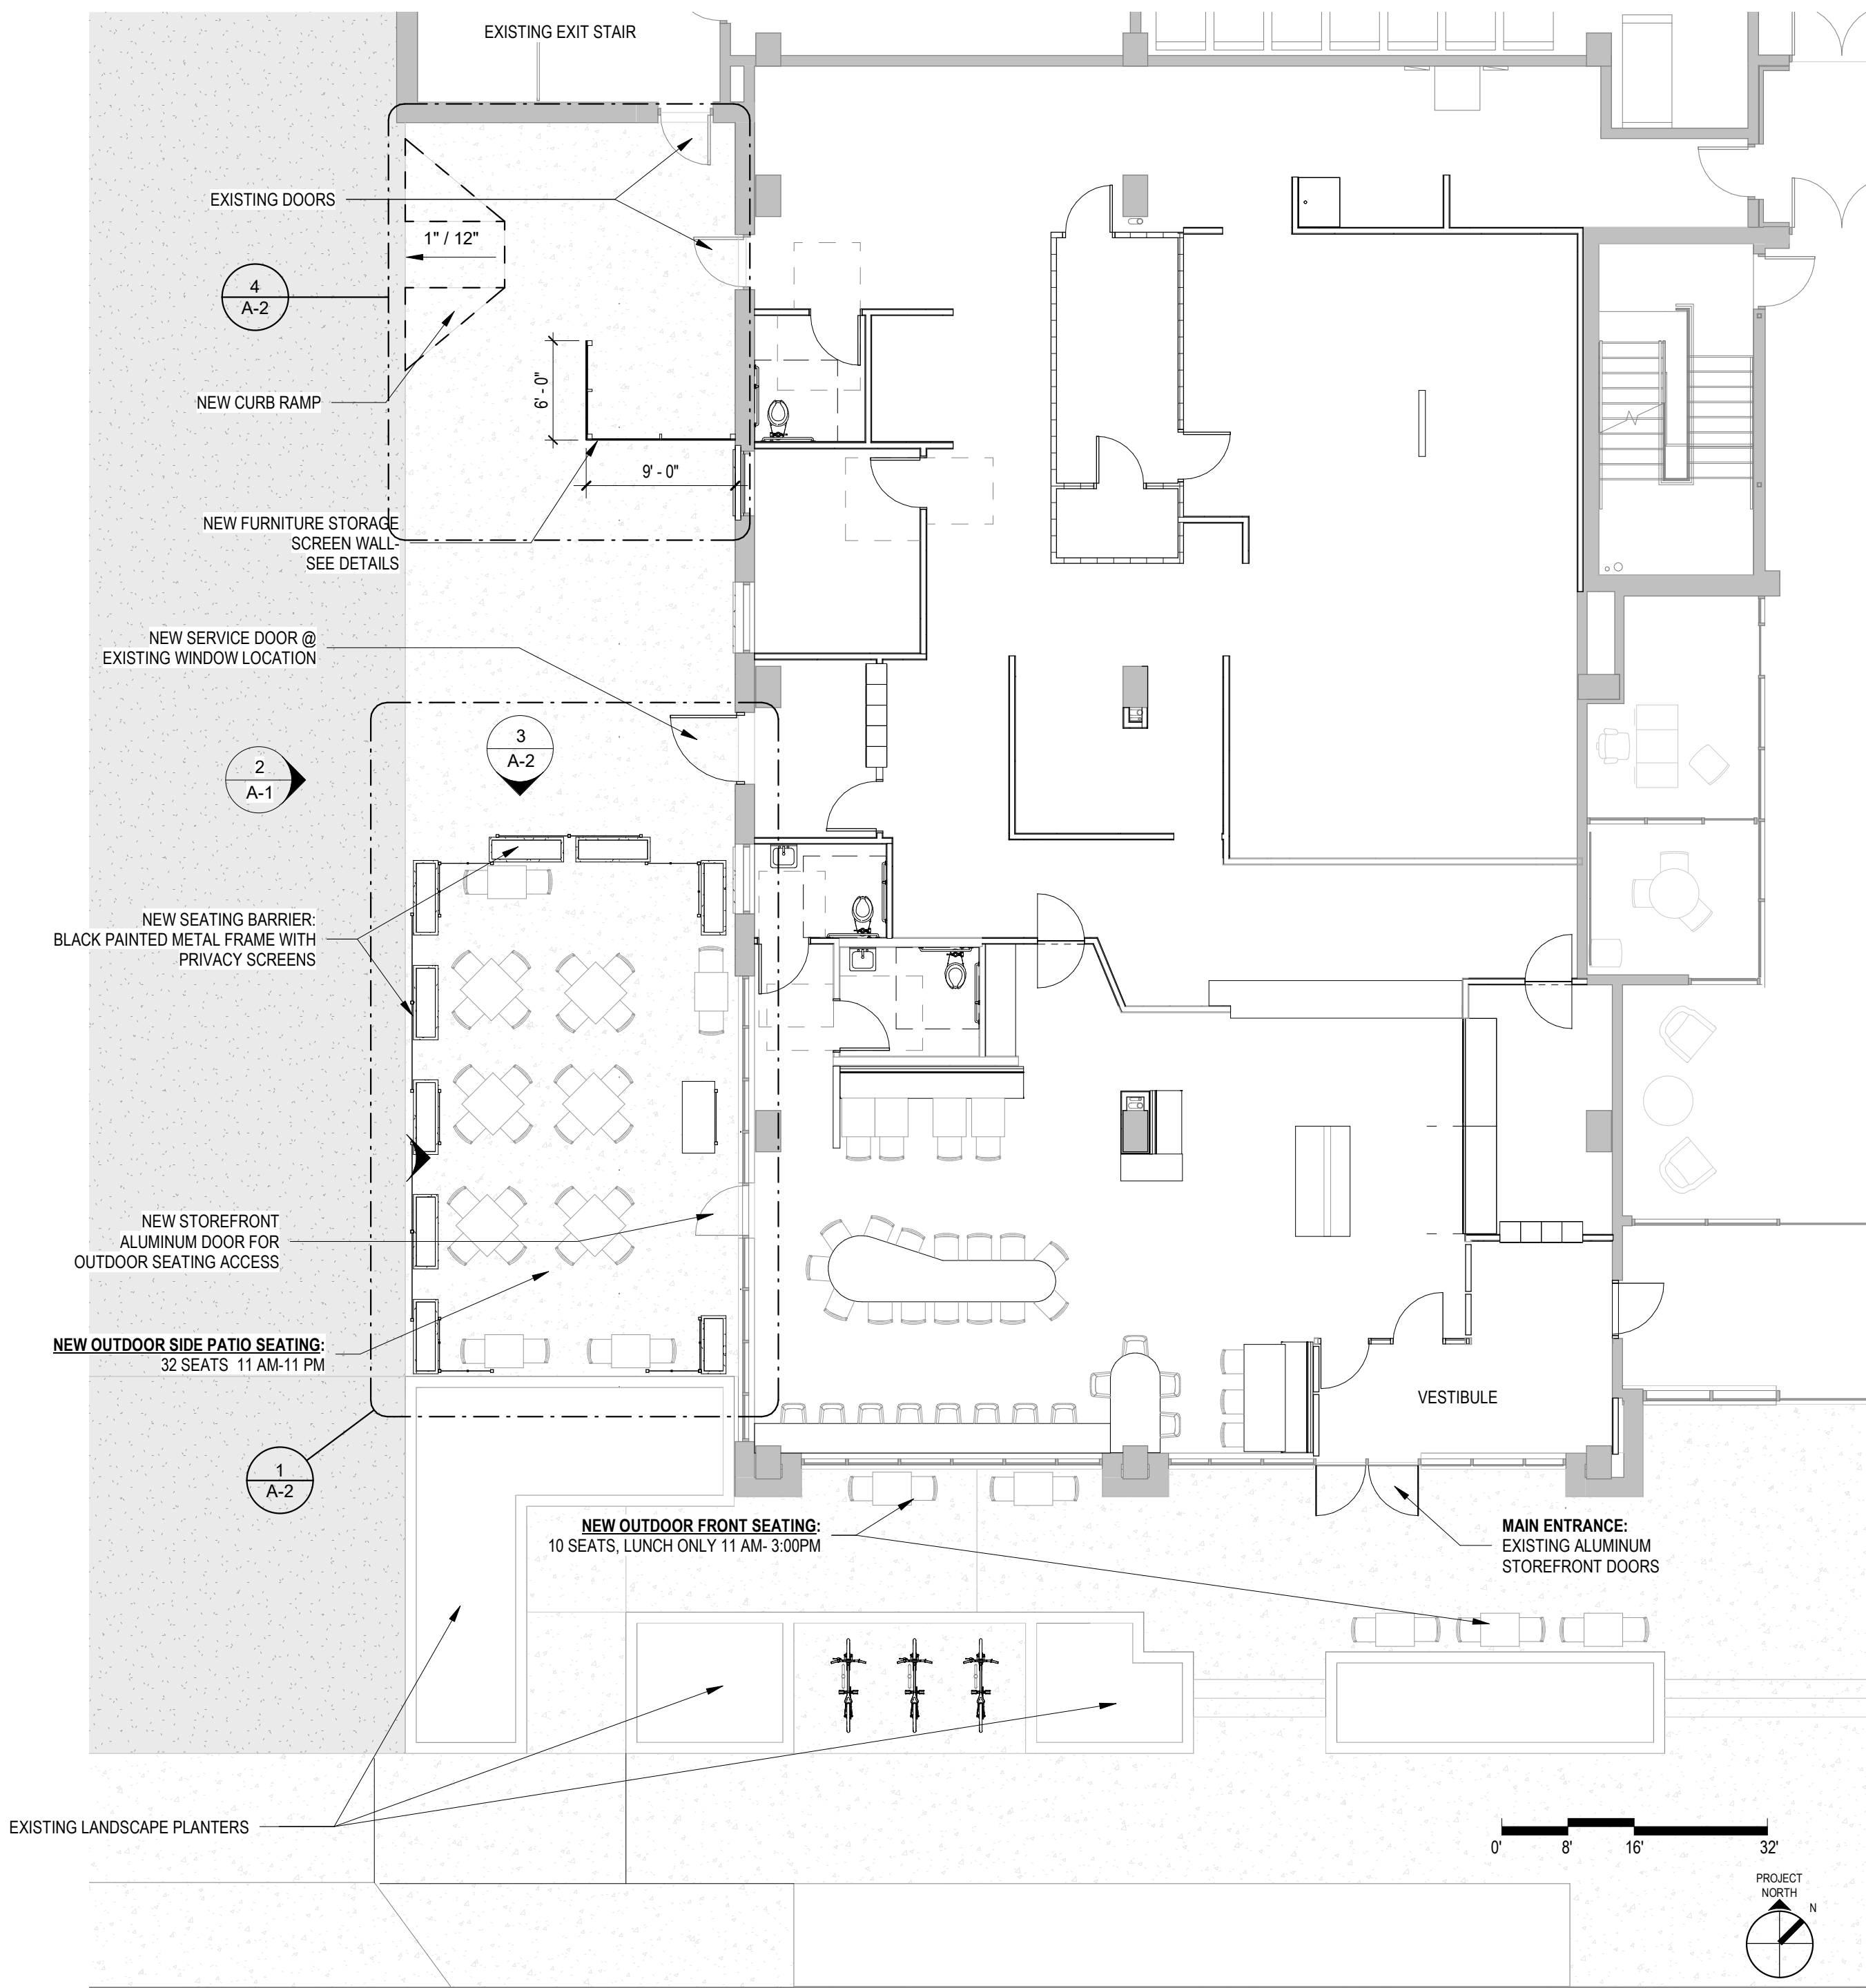 EXISTING EXIT STAIR
EXISTING DOORS
1" / 12"
4
A-2
NEW CURB RAMP
6' - 0"
9' - 0"
NEW FURNITURE STORAGE
SCREEN WALL-
SEE DETAILS
NEW SERVICE DOOR @
EXISTING WINDOW LOCATION
3
A-2
2
A-1
NEW SEATING BARRIER:
BLACK PAINTED METAL FRAME WITH
PRIVACY SCREENS
NEW STOREFRONT
ALUMINUM DOOR FOR
OUTDOOR SEATING ACCESS
NEW OUTDOOR SIDE PATIO SEATING:
32 SEATS 11 AM-11 PM
VESTIBULE
1
A-2
NEW OUTDOOR FRONT SEATING:
10 SEATS, LUNCH ONLY 11 AM- 3:00PM
MAIN ENTRANCE:
EXISTING ALUMINUM
STOREFRONT DOORS
EXISTING LANDSCAPE PLANTERS
0' 8' 16' 32'
PROJECT
NORTH
N